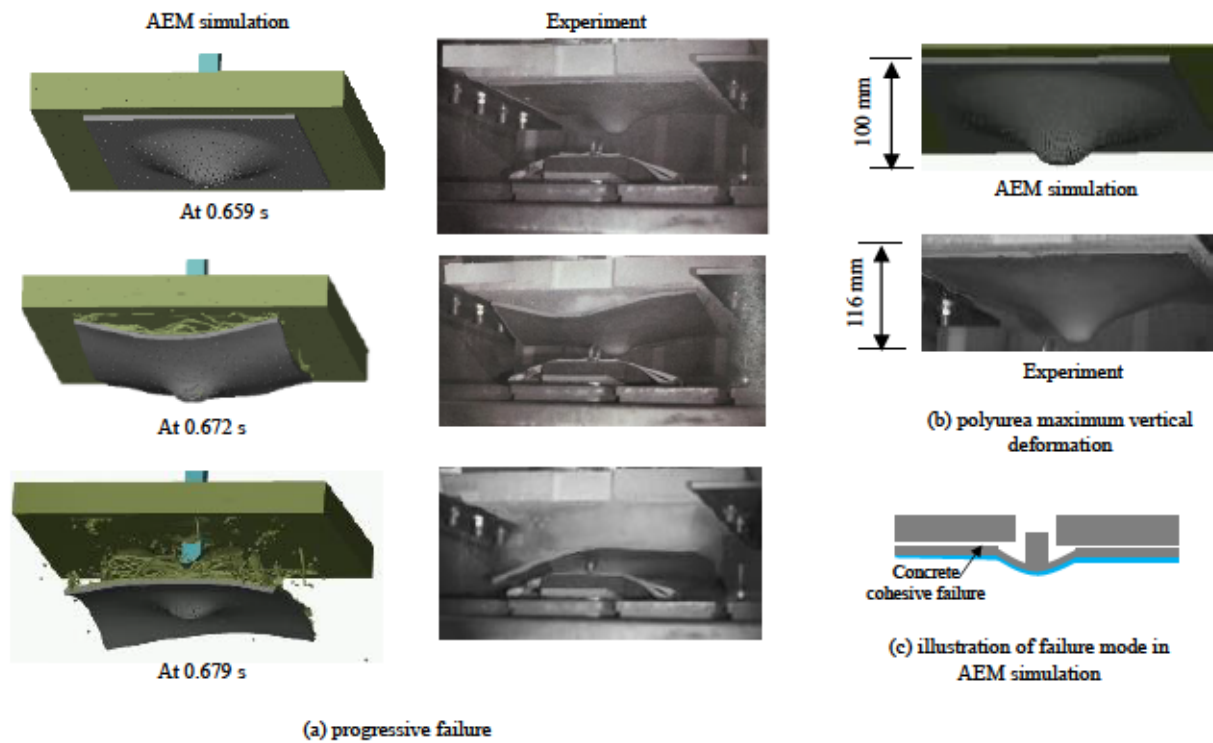 AEM simulation
Experiment
At 0.659 s
At 0.672 s
At 0.679 s
(a) progressive failure
100 mm
AEM simulation
116 mm
Experiment
(b) polyurea maximum vertical
deformation
Concrete
cohesive failure
(c) illustration of failure mode in
AEM simulation